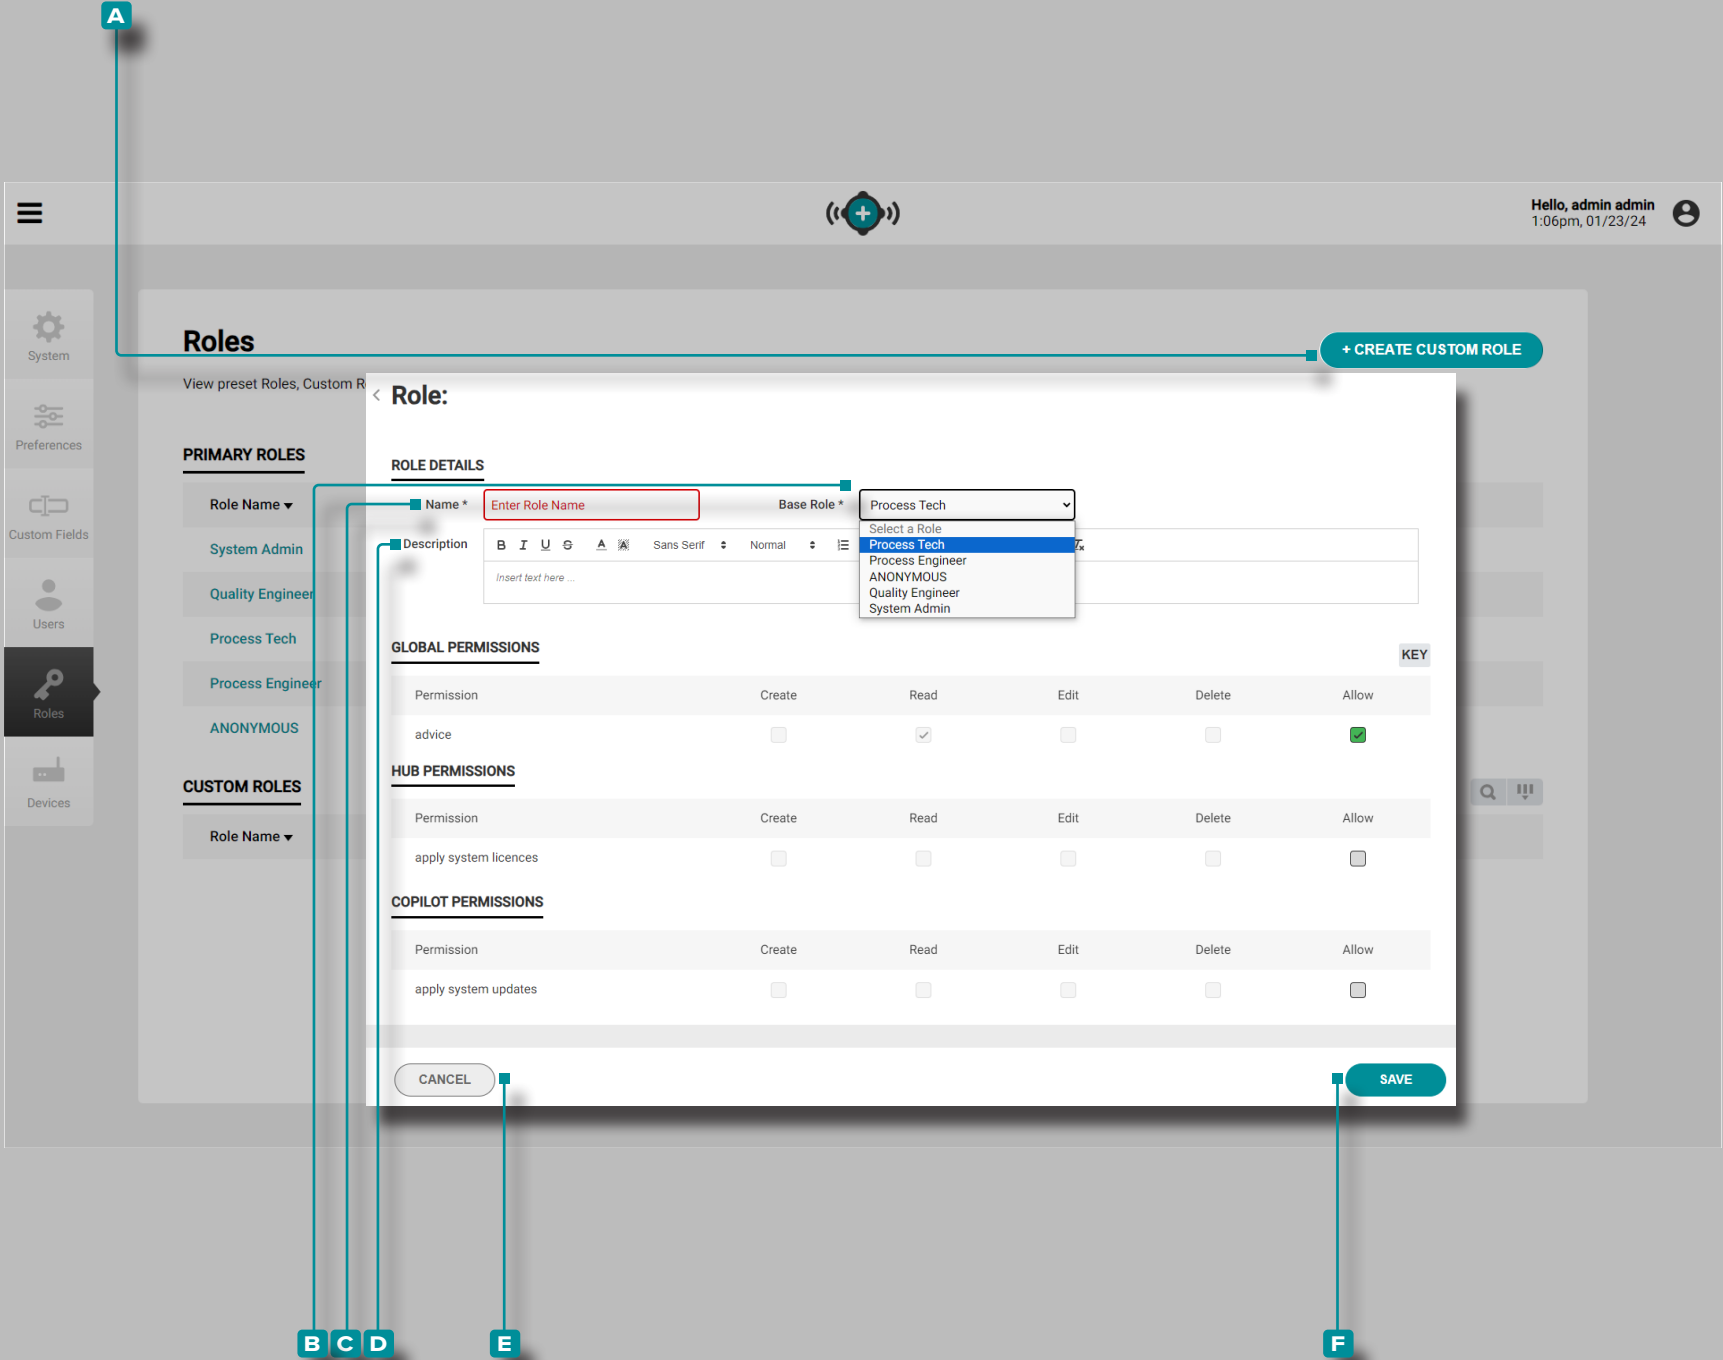 A
Hello, admin admin
1:06pm, 01/23/24
System
Preferences
Custom Fields
Users
Roles
Devices
Roles
+ CREATE CUSTOM ROLE
View preset Roles, Custom R
PRIMARY ROLES
Role Name
System Admin
Quality Engineer
Process Tech
Process Engineer
ANONYMOUS
CUSTOM ROLES
Role Name
Role:
ROLE DETAILS
Name *
Enter Role Name
Base Role *
Process Tech
Select a Role
Process Tech
Process Engineer
ANONYMOUS
Quality Engineer
System Admin
Description
B I U S A A Sans Serif Normal
Insert text here ...
GLOBAL PERMISSIONS
KEY
Permission Create Read Edit Delete Allow
advice
HUB PERMISSIONS
Permission Create Read Edit Delete Allow
apply system licences
COPILOT PERMISSIONS
Permission Create Read Edit Delete Allow
apply system updates
CANCEL
SAVE
B C D E F